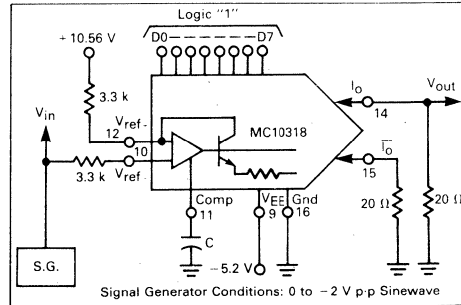 Logic "1"
D0 – – – – – – D7
+ 10.56 V
3.3 k
Vin
Vref-
12
10
Vref-
3.3 k
MC10318
Io
14
Vout
Io
15
Comp
11
VEE
9
Gnd
16
20 Ω
20 Ω
C
–5.2 V
S.G.
Signal Generator Conditions: 0 to –2 V p-p Sinewave